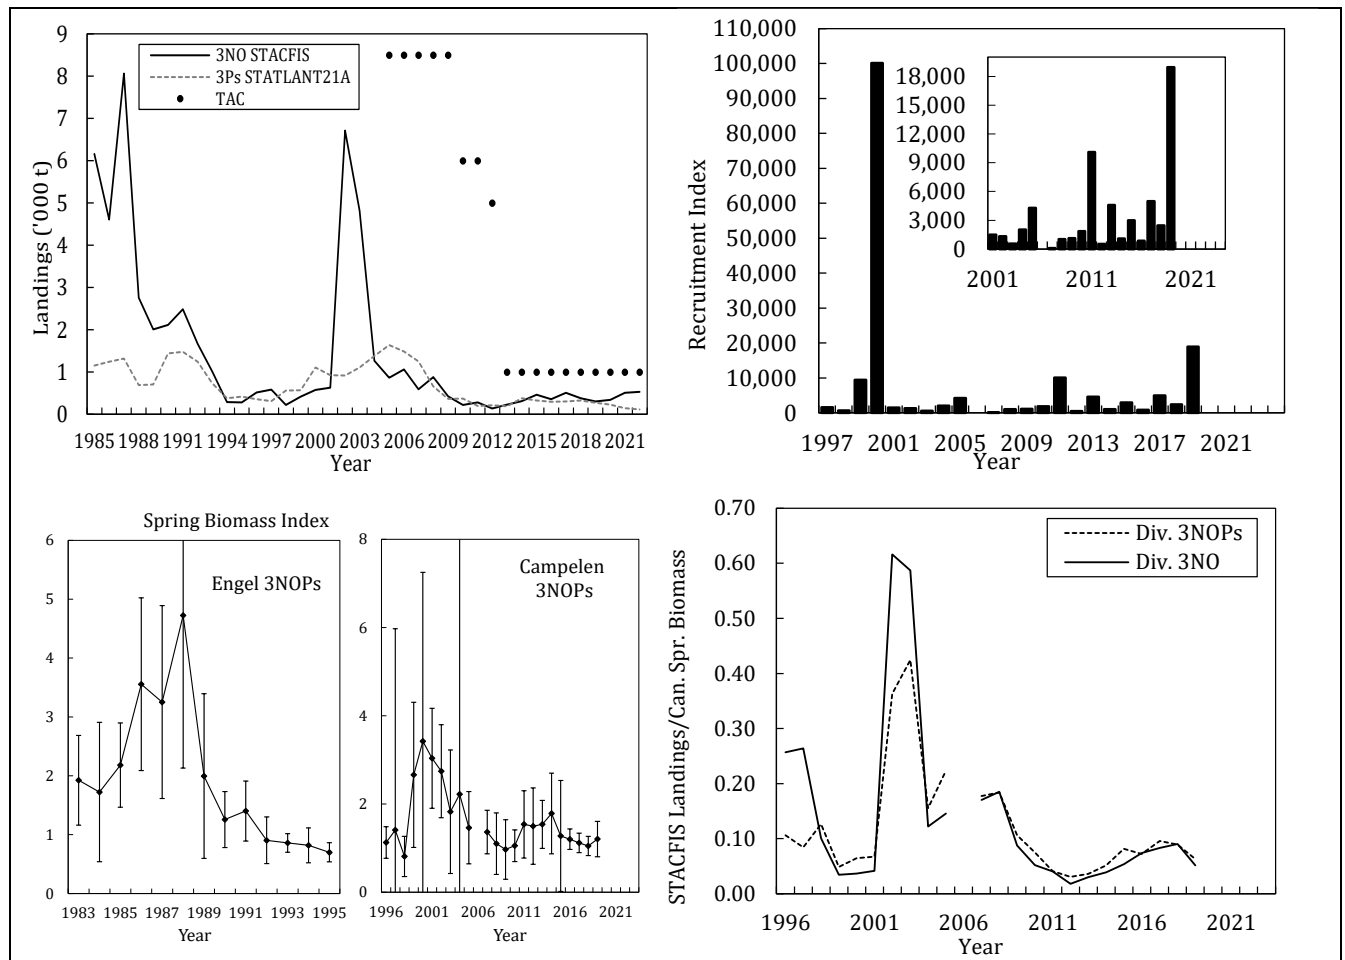 9
8
7
6
5
4
3
2
1
0
Landings ('000 t)
3NO STACFIS
3Ps STATLANT21A
TAC
1985 1988 1991 1994 1997 2000 2003 2006 2009 2012 2015 2018 2021
Year
110,000
100,000
90,000
80,000
70,000
60,000
50,000
40,000
30,000
20,000
10,000
0
Recruitment Index
18,000
15,000
12,000
9,000
6,000
3,000
0
2001 2011 2021
1997 2001 2005 2009 2013 2017 2021
Year
Spring Biomass Index
6
5
4
3
2
1
0
Engel 3NOPs
1983 1985 1987 1989 1991 1993 1995
Year
8
6
4
2
0
Campelen
3NOPs
1996 2001 2006 2011 2016 2021
Year
0.70
0.60
0.50
0.40
0.30
0.20
0.10
0.00
STACFIS Landings/Can. Spr. Biomass
Div. 3NOPs
Div. 3NO
1996 2001 2006 2011 2016 2021
Year